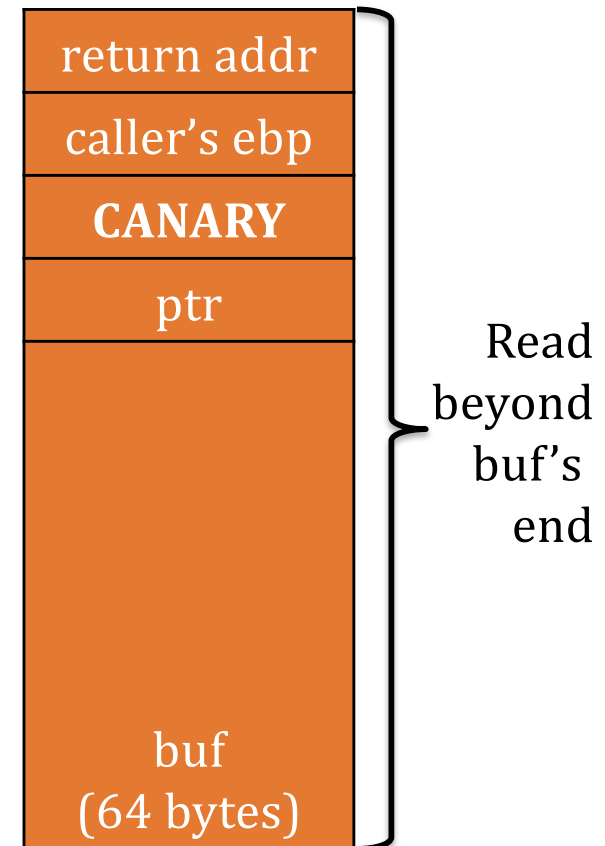 return addr
caller’s ebp
CANARY
ptr
Read
beyond
buf’s
end
buf
(64 bytes)